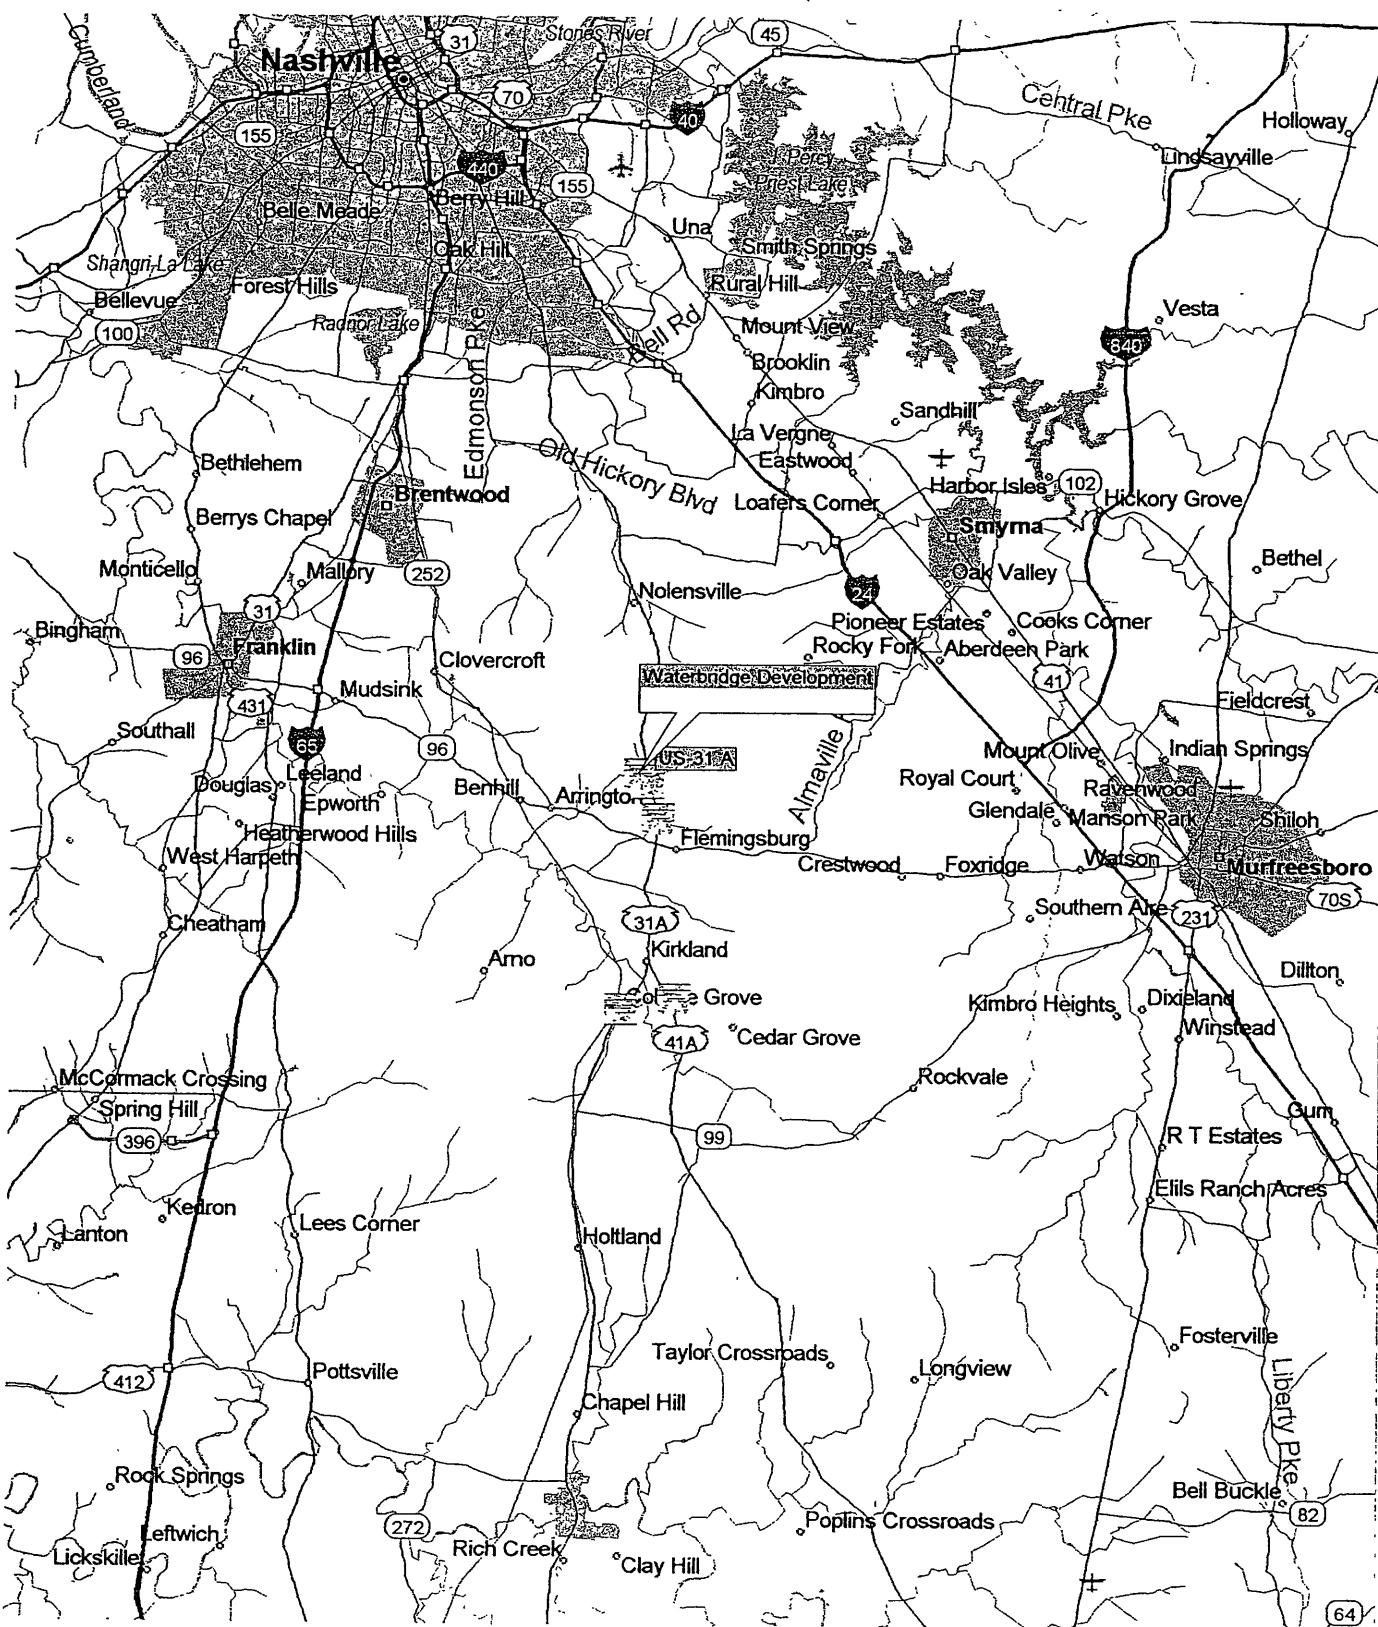 Cumberland
Nashville
31
Stones River
45
70
40
155
440
155
Central Pke
Holloway
Lindsayville
J. Percy
Priest Lake
Berry Hill
Belle Meade
Una
Oak Hill
Smith Springs
Shangri-La Lake
Forest Hills
Rural Hill
Bellevue
100
Radnor Lake
Edmonson Pke
Bell Rd
Mount View
Vesta
840
Brooklin
Kimbro
Sandhill
La Vergne
Eastwood
Bethlehem
Old Hickory Blvd
Brentwood
Loafers Corner
Harbor Isles
102
Hickory Grove
Berrys Chapel
Smyrna
Monticello
Mallory
252
Oak Valley
Bethel
24
Nolensville
31
Pioneer Estates
Cooks Corner
Bingham
96
Franklin
Clovercroft
Rocky Fork
Aberdeen Park
Waterbridge Development
41
431
Mudsink
Fieldcrest
Southall
65
96
US-31 A
Almaville
Mount Olive
Indian Springs
Leeland
Douglas
Epworth
Benhill
Arrington
Royal Court
Ravenwood
Glendale
Manson Park
Shiloh
Heatherwood Hills
Flemingsburg
West Harpeth
Crestwood
Foxridge
Watson
Murfreesboro
70S
Southern Aire
231
Cheatham
31A
Kirkland
Arno
Dillton
Grove
Kimbro Heights
Dixieland
41A
Cedar Grove
Winstead
McCormack Crossing
Rockvale
Spring Hill
396
99
Gum
R T Estates
Elils Ranch Acres
Kedron
Lanton
Lees Corner
Holtland
Fosterville
Taylor Crossroads
Longview
412
Pottsville
Chapel Hill
Liberty Pke
Rock Springs
Bell Buckle
82
Leftwich
272
Poplins Crossroads
Lickskillet
Rich Creek
Clay Hill
64